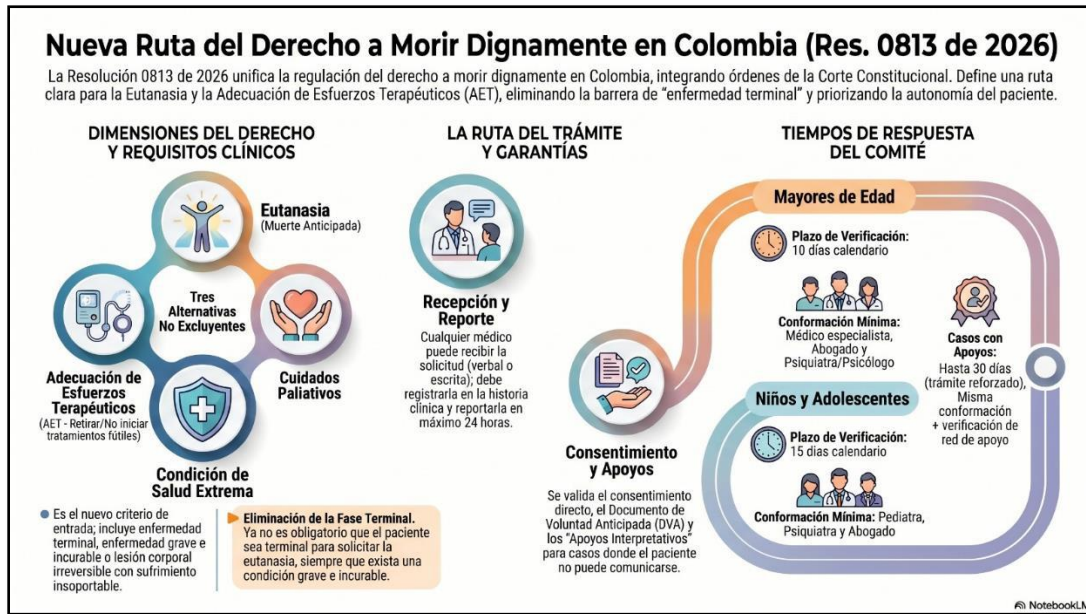 Nueva Ruta del Derecho a Morir Dignamente en Colombia (Res. 0813 de 2026)
La Resolución 0813 de 2026 unifica la regulación del derecho a morir dignamente en Colombia, integrando órdenes de la Corte Constitucional. Define una ruta
clara para la Eutanasia y la Adecuación de Esfuerzos Terapéuticos (AET), eliminando la barrera de “enfermedad terminal” y priorizando la autonomía del paciente.
DIMENSIONES DEL DERECHO
Y REQUISITOS CLÍNICOS
Eutanasia
(Muerte Anticipada)
Tres
Alternativas
No Excluyentes
Adecuación de
Esfuerzos
Terapéuticos
(AET - Retirar/No iniciar
tratamientos fútiles)
Cuidados
Paliativos
Condición de
Salud Extrema
Es el nuevo criterio de
entrada; incluye enfermedad
terminal, enfermedad grave e
incurable o lesión corporal
irreversible con sufrimiento
insoportable.
Eliminación de la Fase Terminal.
Ya no es obligatorio que el paciente
sea terminal para solicitar la
eutanasia, siempre que exista una
condición grave e incurable.
LA RUTA DEL TRÁMITE
Y GARANTÍAS
Recepción y
Reporte
Cualquier médico
puede recibir la
solicitud (verbal o
escrita); debe
registrarla en la historia
clínica y reportarla en
máximo 24 horas.
Consentimiento
y Apoyos
Se valida el consentimiento
directo, el Documento de
Voluntad Anticipada (DVA) y
los "Apoyos Interpretativos"
para casos donde el paciente
no puede comunicarse.
TIEMPOS DE RESPUESTA
DEL COMITÉ
Mayores de Edad
Plazo de Verificación:
10 días calendario
Conformación Mínima:
Médico especialista,
Abogado y
Psiquiatra/Psicólogo
Casos con
Apoyos:
Hasta 30 días
(trámite reforzado),
Misma
conformación
+ verificación de
red de apoyo
Niños y Adolescentes
Plazo de Verificación:
15 dias calendario
Conformación Mínima: Pediatra,
Psiquiatra y Abogado
NotebookLM